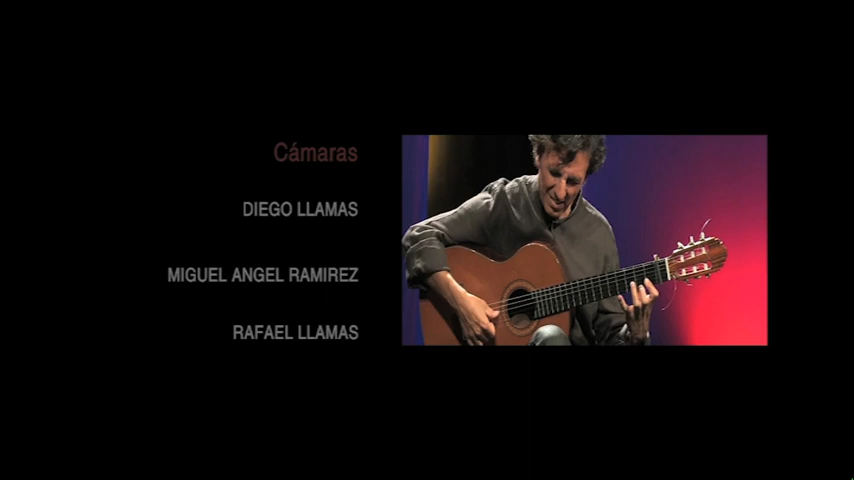 Cámaras
DIEGO LLAMAS
MIGUEL ANGEL RAMIREZ
RAFAEL LLAMAS